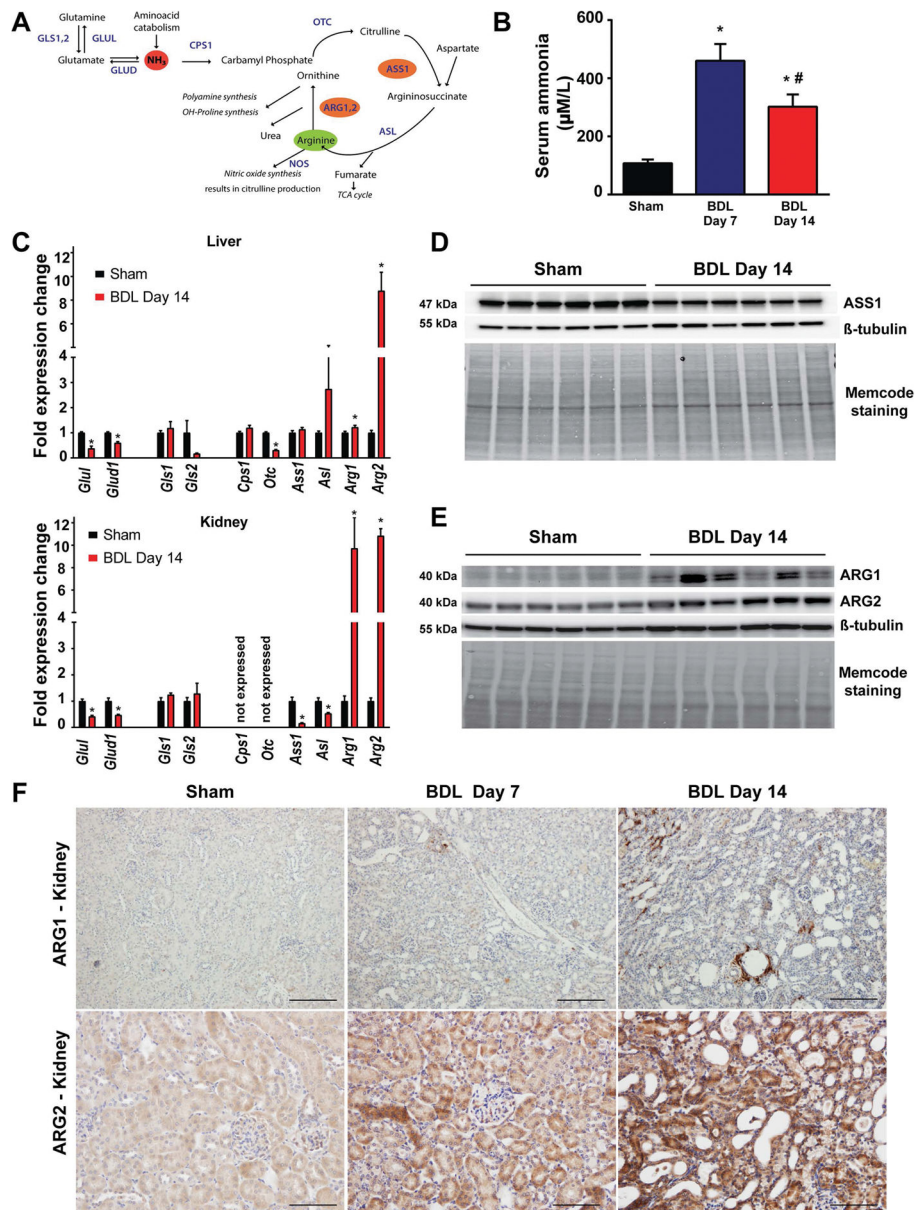 A
Glutamine
Aminoacid
catabolism
GLS1,2
GLUL
Glutamate
GLUD
NH3
CPS1
Carbamyl Phosphate
OTC
Citrulline
Aspartate
ASS1
Argininosuccinate
Ornithine
Polyamine synthesis
OH-Proline synthesis
ARG1,2
Urea
Arginine
ASL
NOS
Nitric oxide synthesis
results in citrulline production
Fumarate
TCA cycle
B
Serum ammonia
(µM/L)
600
400
200
0
* 
* #
Sham
BDL
Day 7
BDL
Day 14
C
Liver
Sham
BDL Day 14
Fold expression change
12
10
8
6
4
4
2
1
0
* * * * *
Glul
Glud1
Gls1
Gls2
Cps1
Otc
Ass1
Asl
Arg1
Arg2
Kidney
Sham
BDL Day 14
Fold expression change
12
10
8
6
4
4
2
1
0
not expressed
not expressed
* * * * * *
Glul
Glud1
Gls1
Gls2
Cps1
Otc
Ass1
Asl
Arg1
Arg2
D
Sham
BDL Day 14
47 kDa
ASS1
55 kDa
ß-tubulin
Memcode
staining
E
Sham
BDL Day 14
40 kDa
ARG1
40 kDa
ARG2
55 kDa
ß-tubulin
Memcode
staining
F
Sham
BDL Day 7
BDL Day 14
ARG1 - Kidney
ARG2 - Kidney